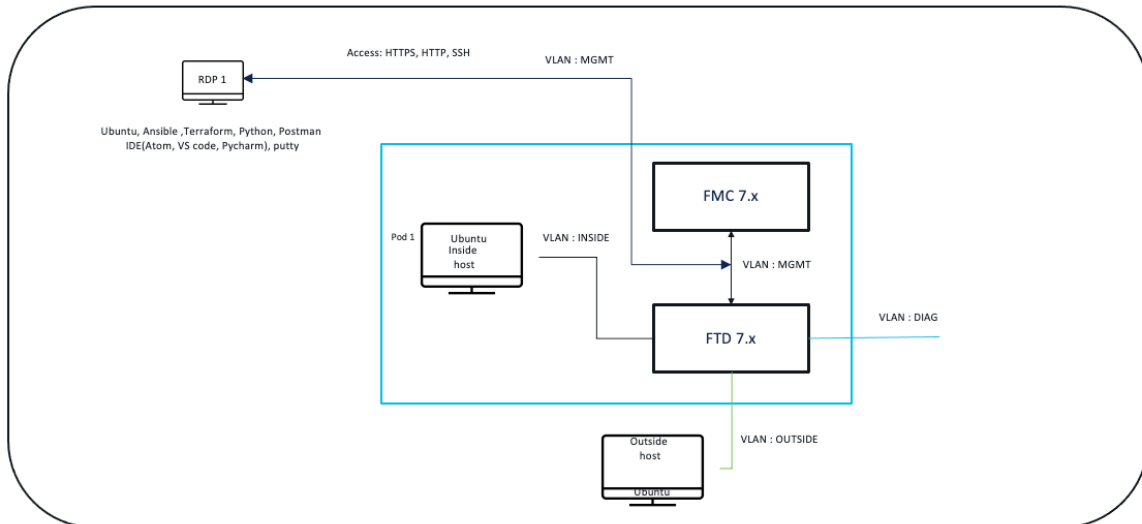 Access: HTTPS, HTTP, SSH
VLAN : MGMT
RDP 1
Ubuntu, Ansible ,Terraform, Python, Postman
IDE(Atom, VS code, Pycharm), putty
FMC 7.x
Pod 1
Ubuntu
Inside
host
VLAN : INSIDE
VLAN : MGMT
FTD 7.x
VLAN : DIAG
VLAN : OUTSIDE
Outside
host
Ubuntu